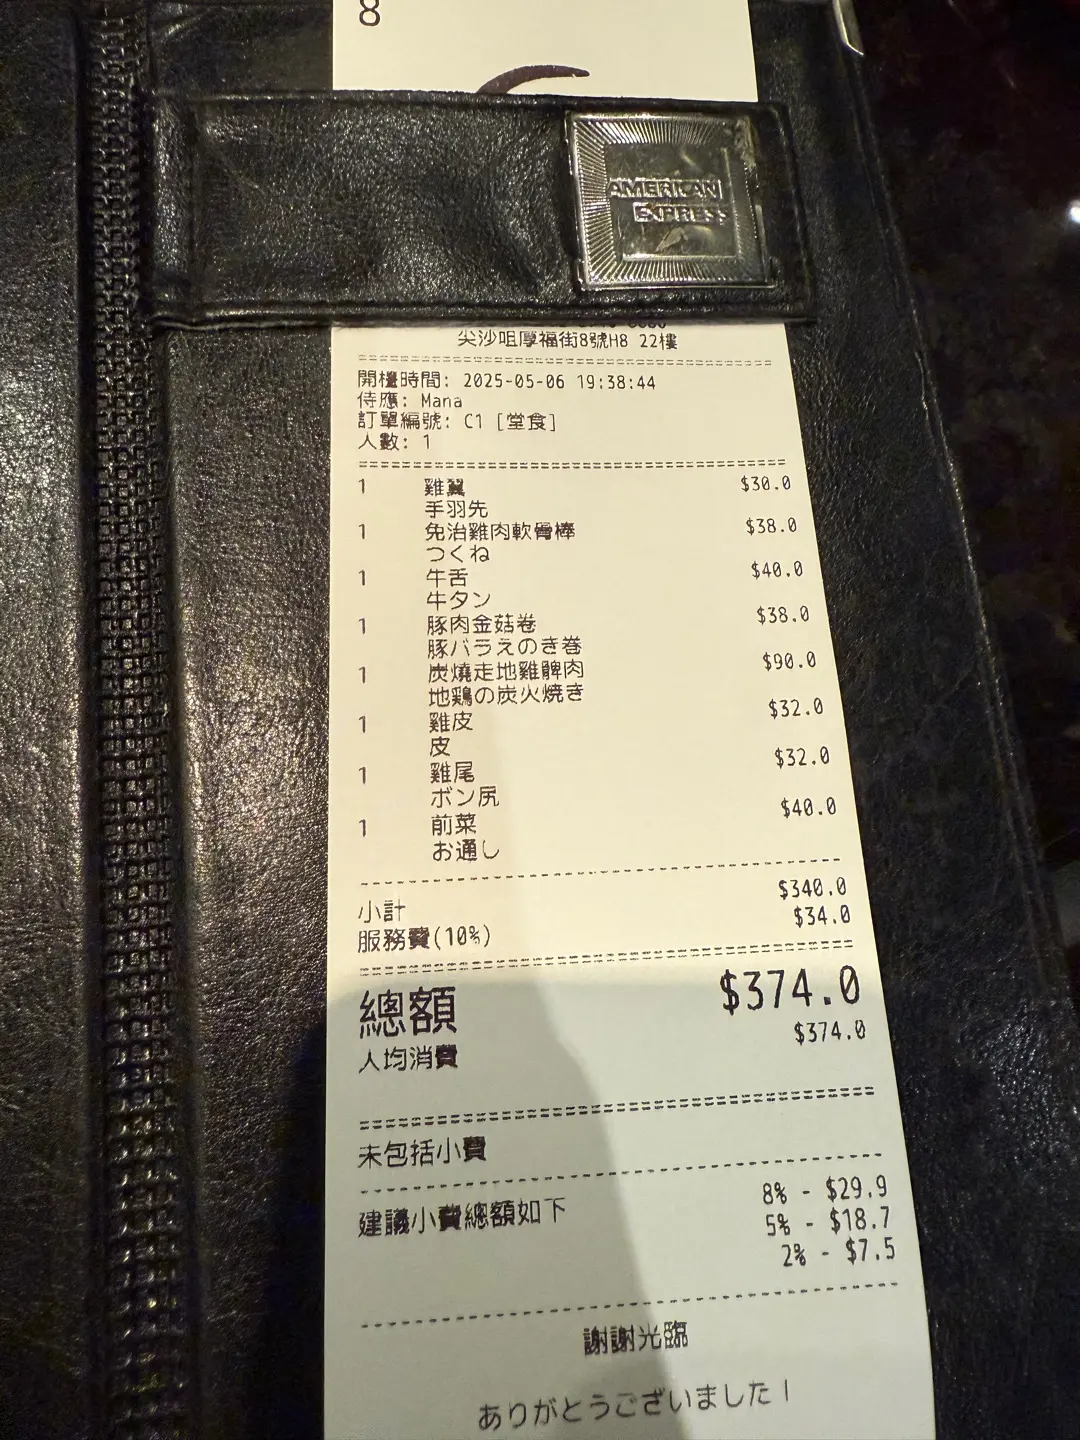 8
AMERICAN
EXPRESS
尖沙咀厚福街8號H8 22樓
開檯時間: 2025-05-06 19:38:44
侍應: Mana
訂單編號: C1 [堂食]
人數: 1
1 雞翼 $30.0
手羽先
1 免治雞肉軟骨棒 $38.0
つくね
1 牛舌 $40.0
牛タン
1 豚肉金菇卷 $38.0
豚バラえのき巻
1 炭燒走地雞髀肉 $90.0
地鶏の炭火焼き
1 雞皮 $32.0
皮
1 雞尾 $32.0
ボン尻
1 前菜 $40.0
お通し
小計 $340.0
服務費(10%) $34.0
總額 $374.0
人均消費 $374.0
未包括小費
建議小費總額如下 8% - $29.9
5% - $18.7
2% - $7.5
謝謝光臨
ありがとうございました！